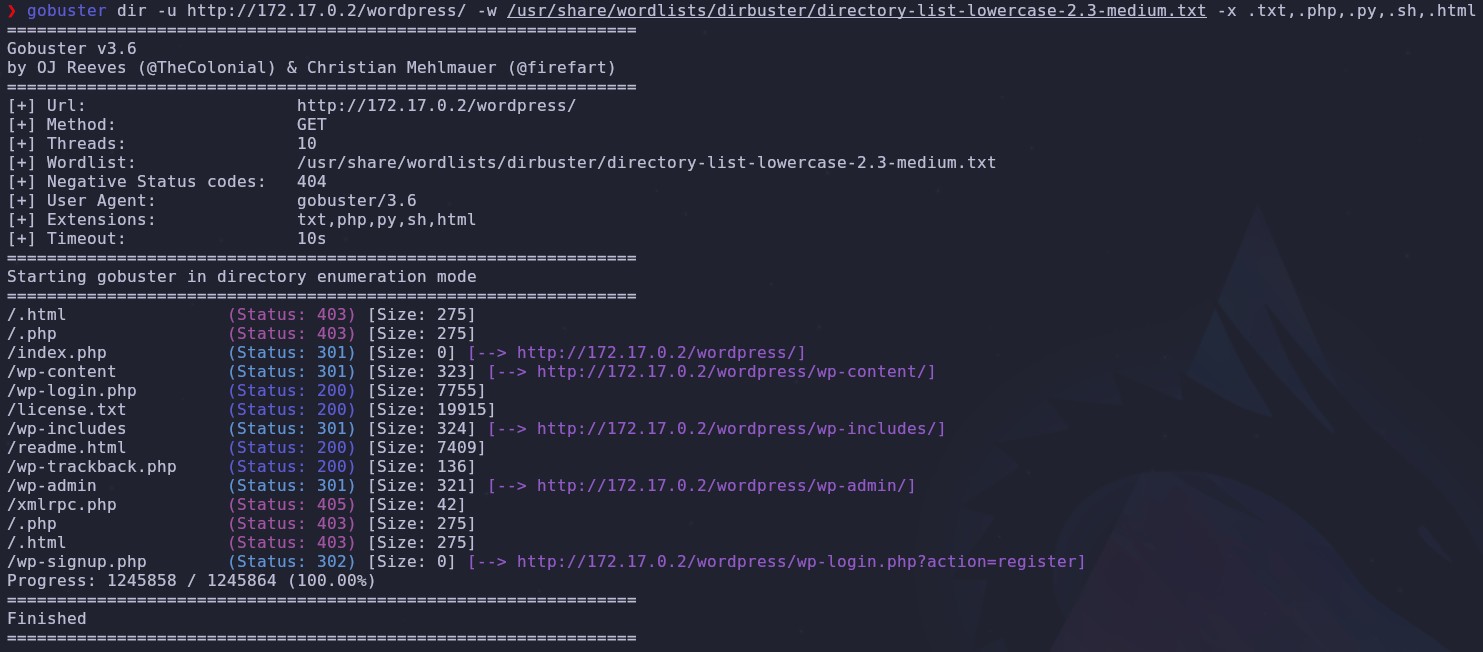 ❯ gobuster dir -u http://172.17.0.2/wordpress/ -w /usr/share/wordlists/dirbuster/directory-list-lowercase-2.3-medium.txt -x .txt,.php,.py,.sh,.html
===============================================================
Gobuster v3.6
by OJ Reeves (@TheColonial) & Christian Mehlmauer (@firefart)
===============================================================
[+] Url:                     http://172.17.0.2/wordpress/
[+] Method:                  GET
[+] Threads:                 10
[+] Wordlist:                /usr/share/wordlists/dirbuster/directory-list-lowercase-2.3-medium.txt
[+] Negative Status codes:   404
[+] User Agent:              gobuster/3.6
[+] Extensions:              txt,php,py,sh,html
[+] Timeout:                 10s
===============================================================
Starting gobuster in directory enumeration mode
===============================================================
/.html                (Status: 403) [Size: 275]
/.php                 (Status: 403) [Size: 275]
/index.php            (Status: 301) [Size: 0] [--> http://172.17.0.2/wordpress/]
/wp-content           (Status: 301) [Size: 323] [--> http://172.17.0.2/wordpress/wp-content/]
/wp-login.php         (Status: 200) [Size: 7755]
/license.txt          (Status: 200) [Size: 19915]
/wp-includes          (Status: 301) [Size: 324] [--> http://172.17.0.2/wordpress/wp-includes/]
/readme.html          (Status: 200) [Size: 7409]
/wp-trackback.php     (Status: 200) [Size: 136]
/wp-admin             (Status: 301) [Size: 321] [--> http://172.17.0.2/wordpress/wp-admin/]
/xmlrpc.php           (Status: 405) [Size: 42]
/.php                 (Status: 403) [Size: 275]
/.html                (Status: 403) [Size: 275]
/wp-signup.php        (Status: 302) [Size: 0] [--> http://172.17.0.2/wordpress/wp-login.php?action=register]
Progress: 1245858 / 1245864 (100.00%)
===============================================================
Finished
===============================================================